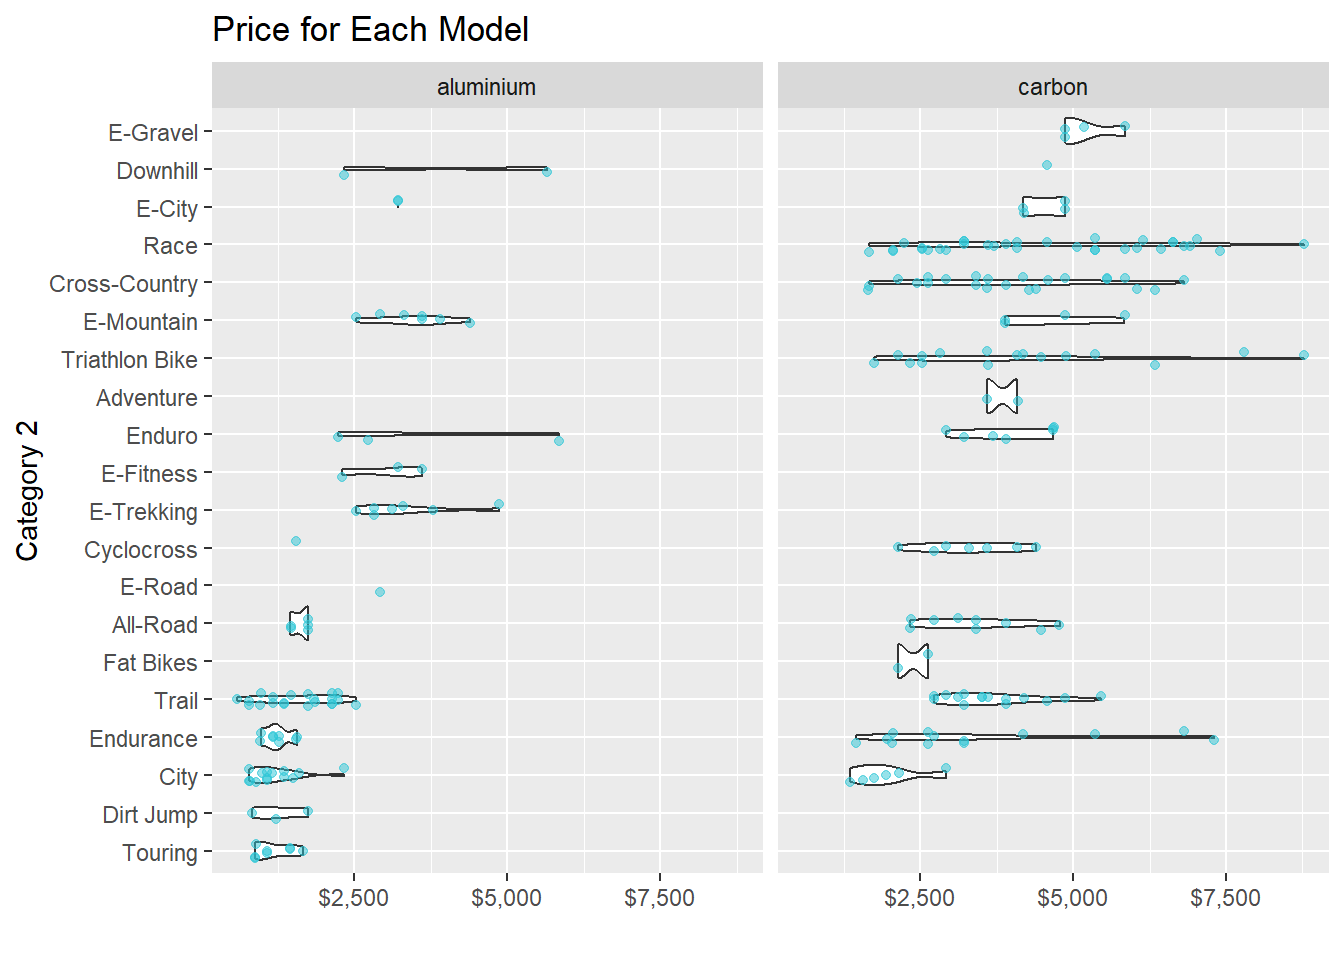 Price for Each Model
aluminium
carbon
Category 2
E-Gravel
Downhill
E-City
Race
Cross-Country
E-Mountain
Triathlon Bike
Adventure
Enduro
E-Fitness
E-Trekking
Cyclocross
E-Road
All-Road
Fat Bikes
Trail
Endurance
City
Dirt Jump
Touring
$2,500 $5,000 $7,500
$2,500 $5,000 $7,500